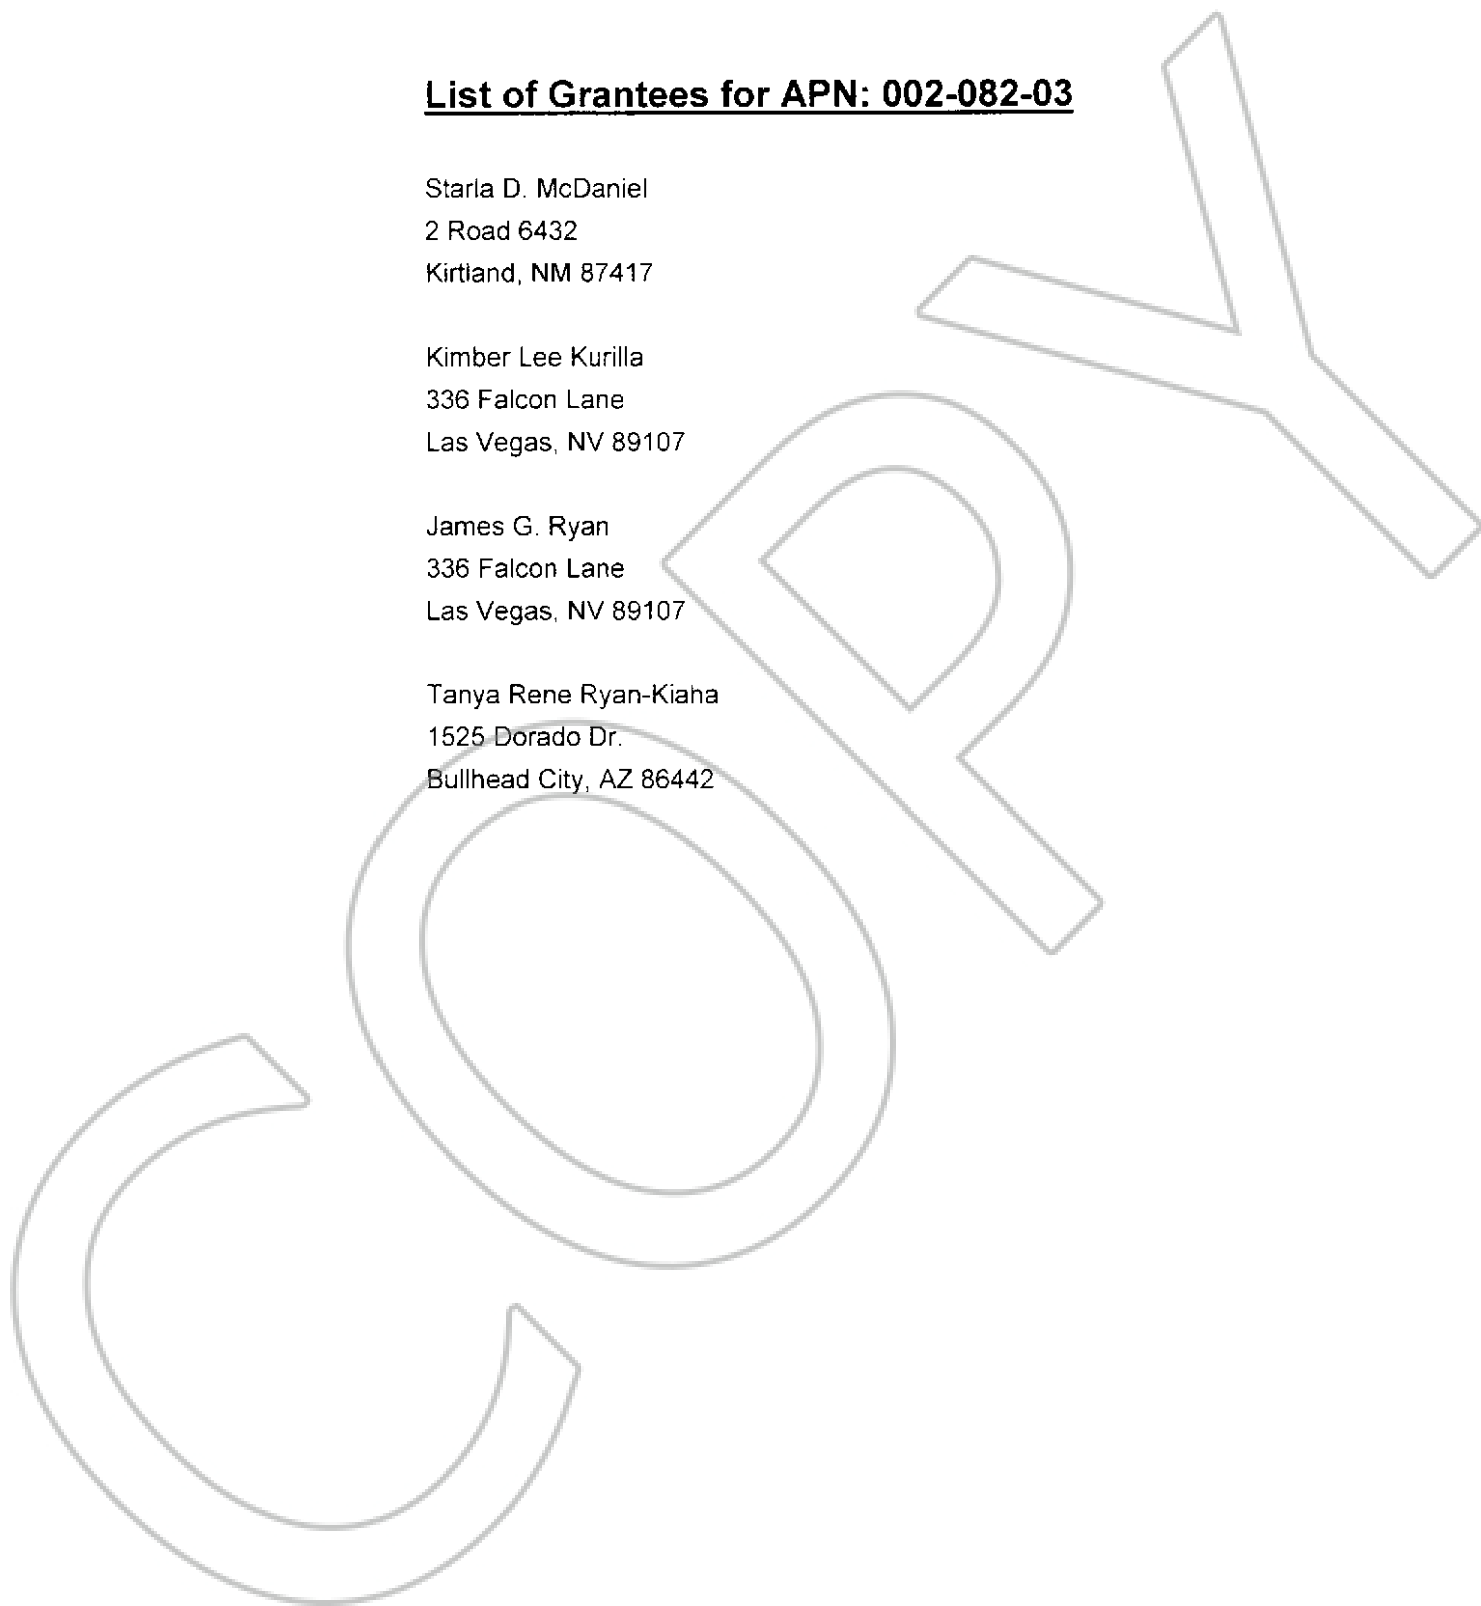 List of Grantees for APN: 002-082-03
Starla D. McDaniel
2 Road 6432
Kirtland, NM 87417
Kimber Lee Kurilla
336 Falcon Lane
Las Vegas, NV 89107
James G. Ryan
336 Falcon Lane
Las Vegas, NV 89107
Tanya Rene Ryan-Kiaha
1525 Dorado Dr.
Bullhead City, AZ 86442
COPY